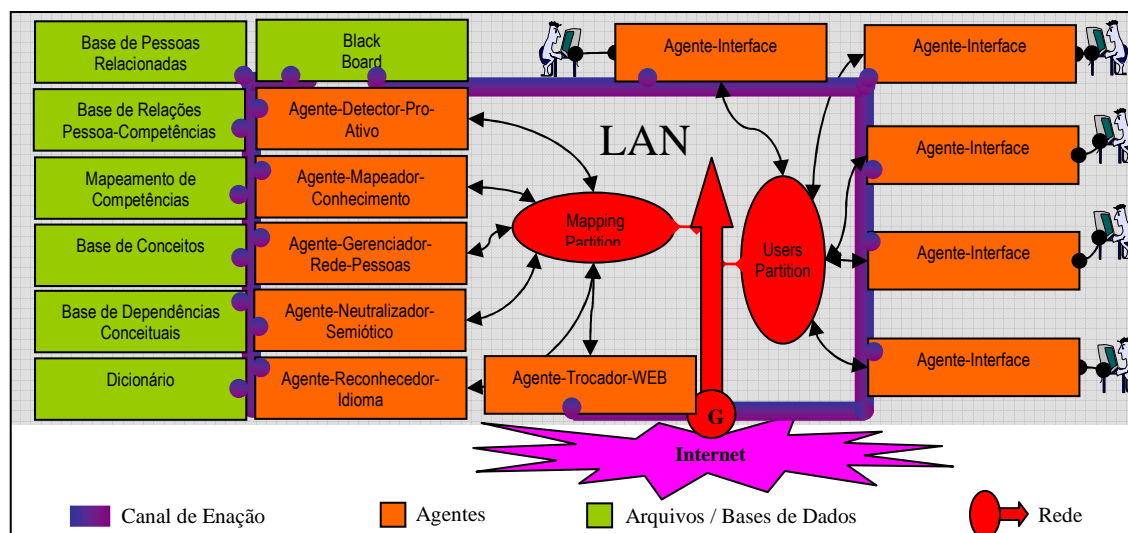 Base de Pessoas
Relacionadas
Black
Board
Agente-Interface
Agente-Interface
Base de Relações
Pessoa-Competências
Agente-Detector-Pro-
Ativo
LAN
Agente-Interface
Mapeamento de
Competências
Agente-Mapeador-
Conhecimento
Mapping
Partition
Users
Partition
Base de Conceitos
Agente-Gerenciador-
Rede-Pessoas
Agente-Interface
Base de Dependências
Conceituais
Agente-Neutralizador-
Semiótico
Agente-Interface
Dicionário
Agente-Reconhecedor-
Idioma
Agente-Trocador-WEB
G
Internet
Canal de Enação
Agentes
Arquivos / Bases de Dados
Rede